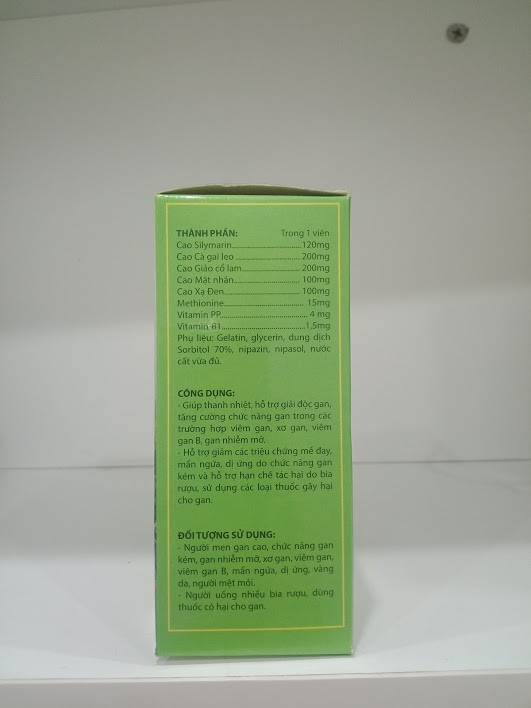 THÀNH PHẦN: Trong 1 viên
Cao Silymarin..............................120mg
Cao Cà gai leo ............................ 200mg
Cao Giảo cổ lam.........................200mg
Cao Mật nhân ............................ 100mg
Cao Xạ Đen.................................100mg
Methionine................................. 15mg
Vitamin PP................................... 4 mg
Vitamin B1..................................1,5mg
Phụ liệu: Gelatin, glycerin, dung dịch
Sorbitol 70%, nipazin, nipasol, nước
cất vừa đủ.
CÔNG DỤNG:
- Giúp thanh nhiệt, hỗ trợ giải độc gan,
tăng cường chức năng gan trong các
trường hợp viêm gan, xơ gan, viêm
gan B, gan nhiễm mỡ.
- Hỗ trợ giảm các triệu chứng mề đay,
mẩn ngứa, dị ứng do chức năng gan
kém và hỗ trợ hạn chế tác hại do bia
rượu, sử dụng các loại thuốc gây hại
cho gan.
ĐỐI TƯỢNG SỬ DỤNG:
- Người men gan cao, chức năng gan
kém, gan nhiễm mỡ, xơ gan, viêm gan,
viêm gan B, mẩn ngứa, dị ứng, vàng
da, người mệt mỏi.
- Người uống nhiều bia rượu, dùng
thuốc có hại cho gan.